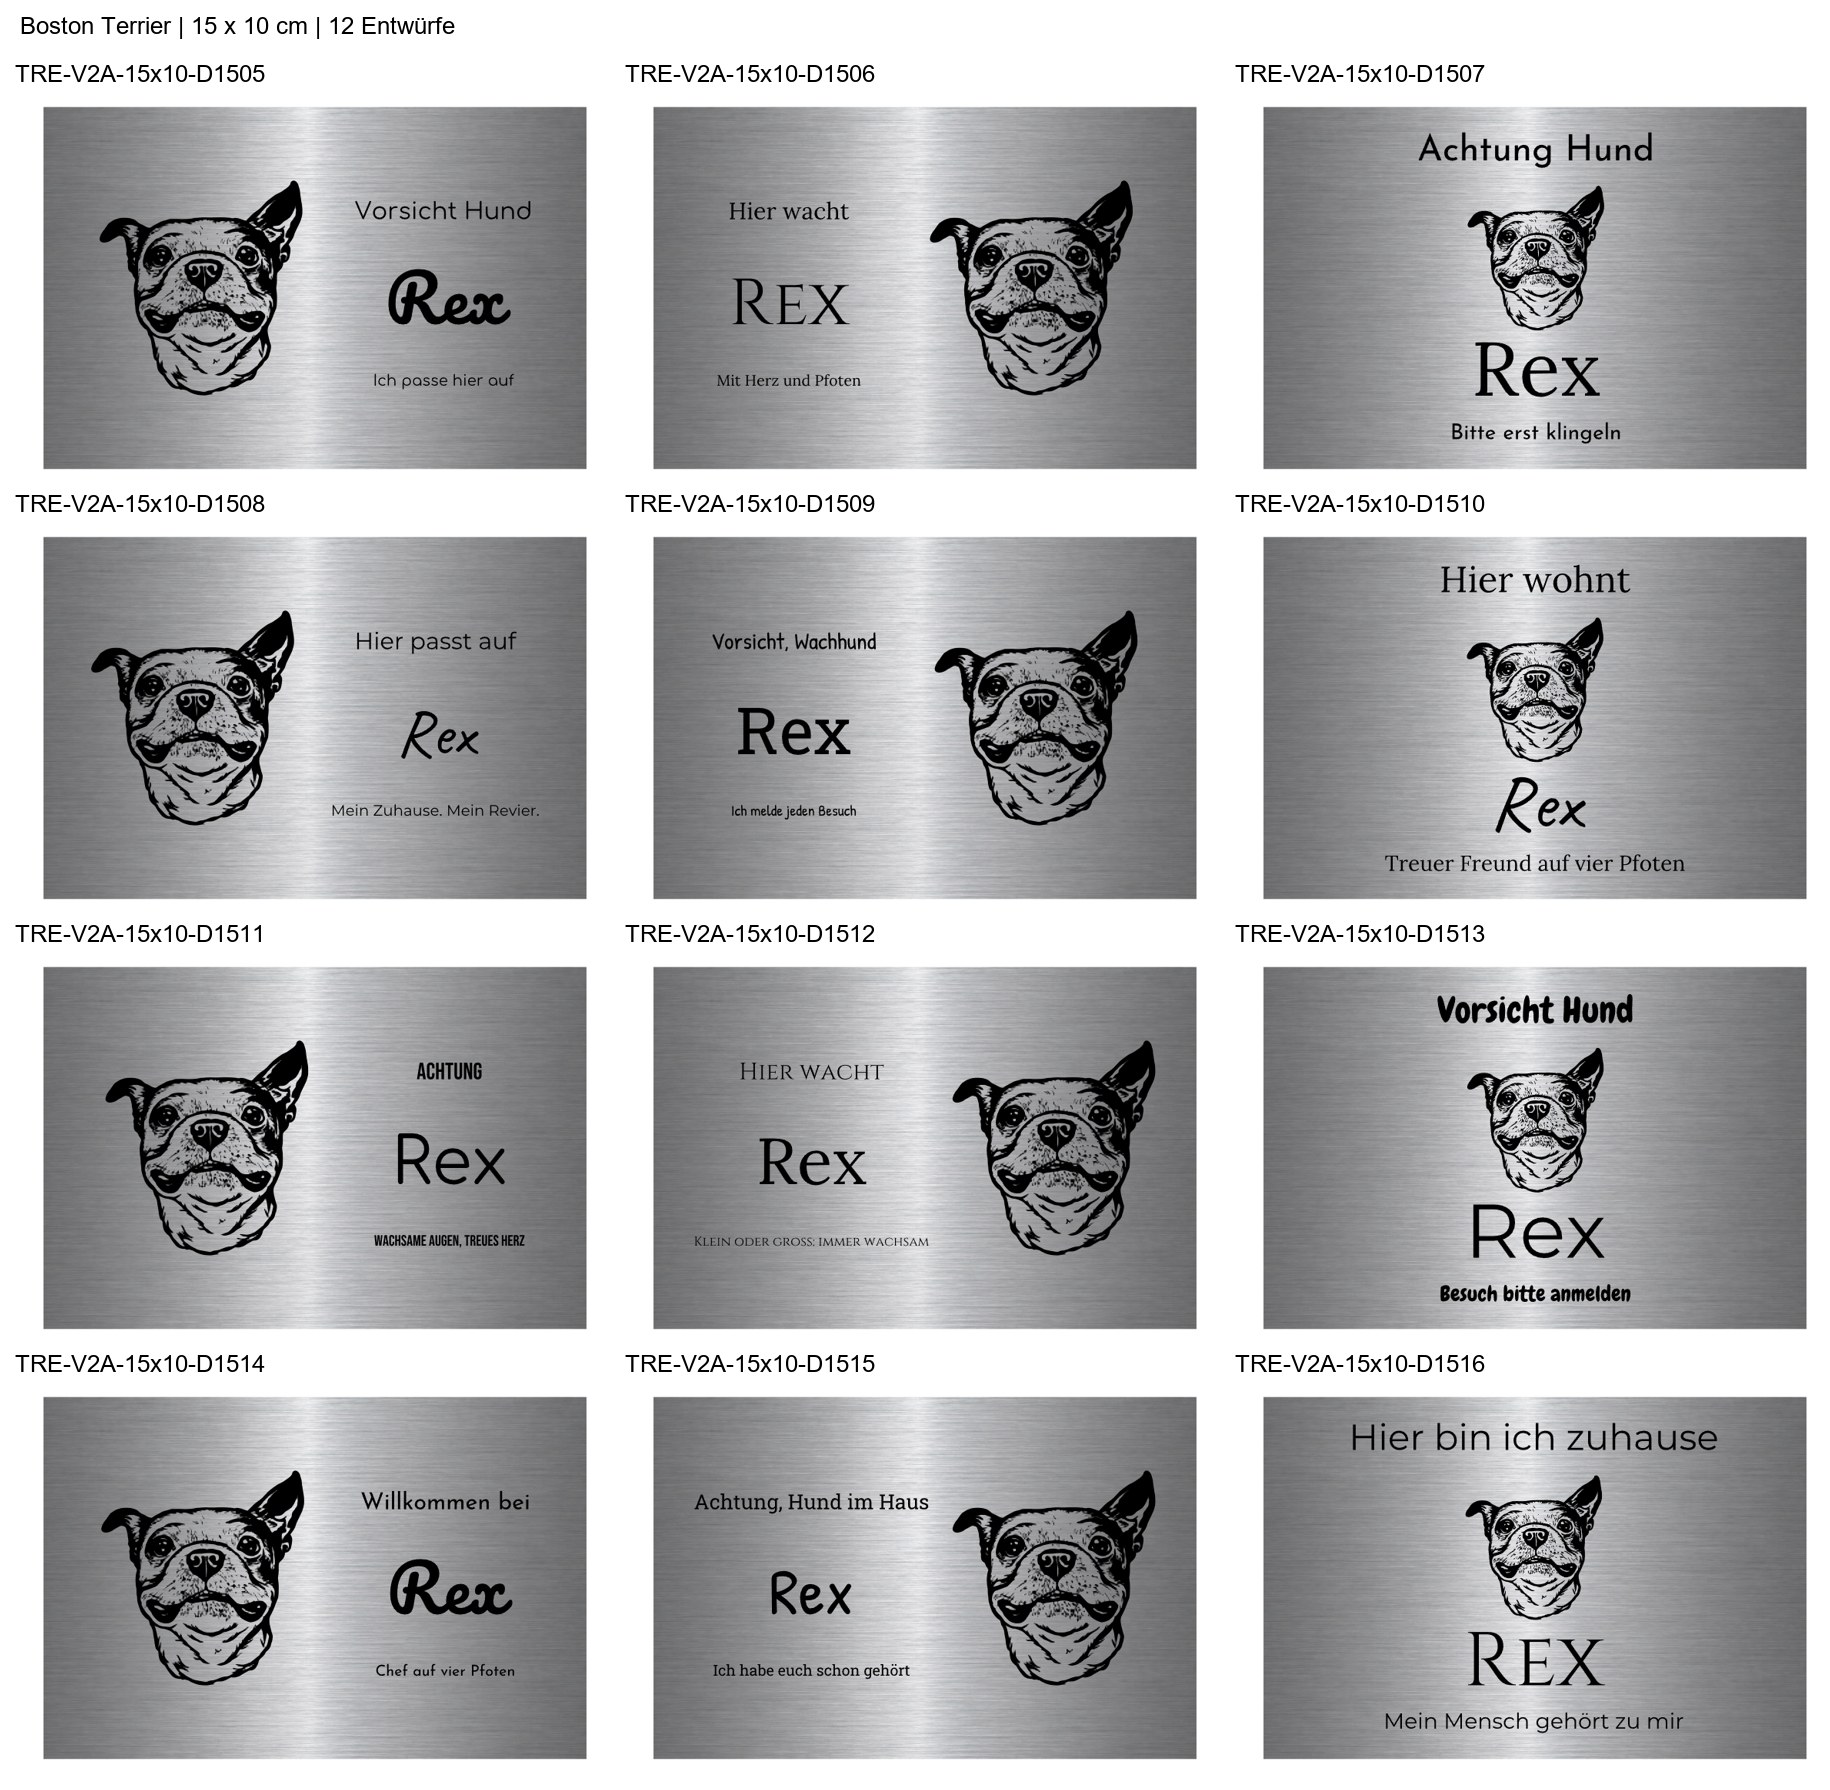 Boston Terrier | 15 x 10 cm | 12 Entwürfe
TRE-V2A-15x10-D1505
Vorsicht Hund
Rex
Ich passe hier auf
TRE-V2A-15x10-D1506
Hier wacht
REX
Mit Herz und Pfoten
TRE-V2A-15x10-D1507
Achtung Hund
Rex
Bitte erst klingeln
TRE-V2A-15x10-D1508
Hier passt auf
Rex
Mein Zuhause. Mein Revier.
TRE-V2A-15x10-D1509
Vorsicht, Wachhund
Rex
Ich melde jeden Besuch
TRE-V2A-15x10-D1510
Hier wohnt
Rex
Treuer Freund auf vier Pfoten
TRE-V2A-15x10-D1511
ACHTUNG
Rex
WACHSAME AUGEN, TREUES HERZ
TRE-V2A-15x10-D1512
HIER WACHT
Rex
KLEIN ODER GROSS: IMMER WACHSAM
TRE-V2A-15x10-D1513
Vorsicht Hund
Rex
Besuch bitte anmelden
TRE-V2A-15x10-D1514
Willkommen bei
Rex
Chef auf vier Pfoten
TRE-V2A-15x10-D1515
Achtung, Hund im Haus
Rex
Ich habe euch schon gehört
TRE-V2A-15x10-D1516
Hier bin ich zuhause
REX
Mein Mensch gehört zu mir